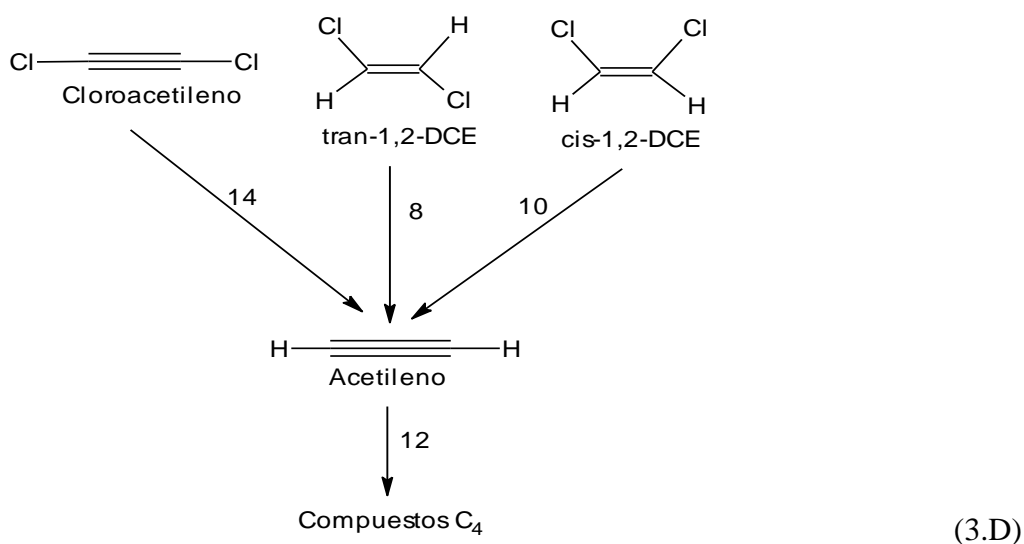 Cl Cl
Cloroacetileno
Cl H
H Cl
tran-1,2-DCE
Cl Cl
H H
cis-1,2-DCE
14
8
10
H H
Acetileno
12
Compuestos C₄
(3.D)